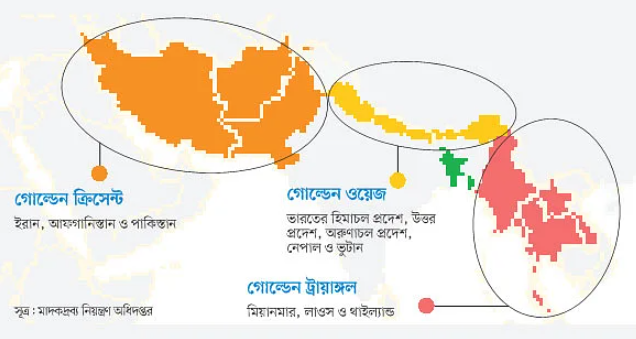 গোল্ডেন ক্রিসেন্ট
ইরান, আফগানিস্তান ও পাকিস্তান
গোল্ডেন ওয়েজ
ভারতের হিমাচল প্রদেশ, উত্তর
প্রদেশ, অরুণাচল প্রদেশ,
নেপাল ও ভুটান
গোল্ডেন ট্রায়াঙ্গল
মিয়ানমার, লাওস ও থাইল্যান্ড
সূত্র : মাদকদ্রব্য নিয়ন্ত্রণ অধিদপ্তর